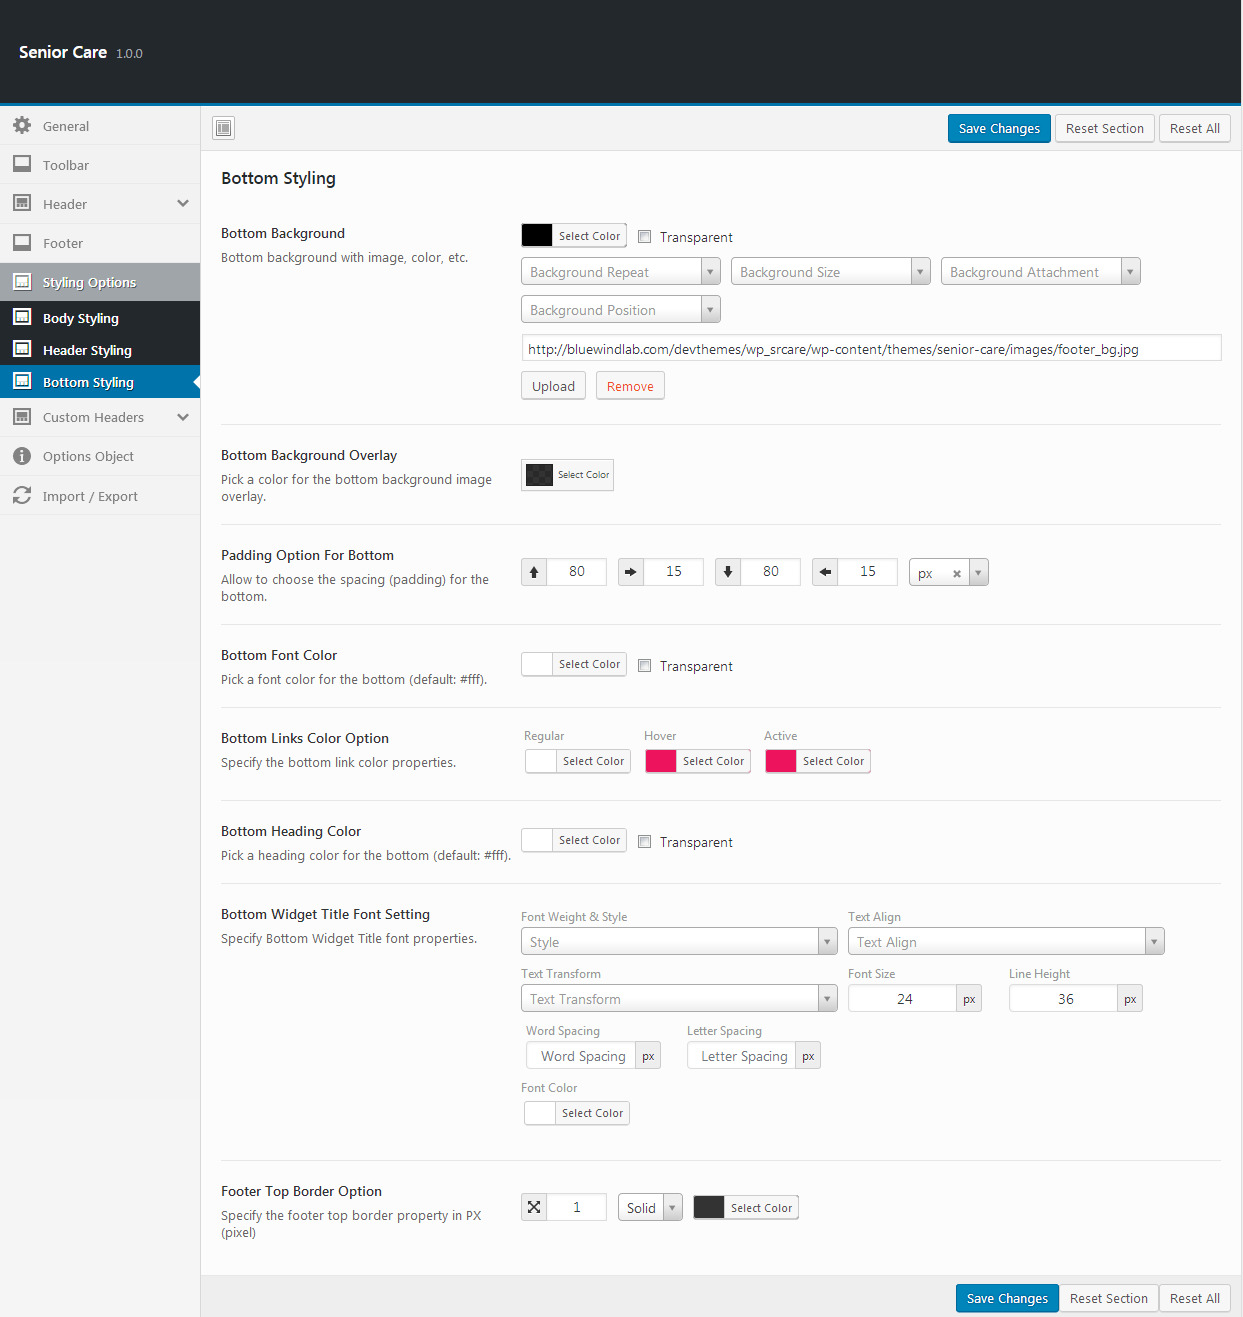 Senior Care 1.0.0
General
Toolbar
Header
Footer
Styling Options
Body Styling
Header Styling
Bottom Styling
Custom Headers
Options Object
Import / Export
Save Changes Reset Section Reset All
Bottom Styling
Bottom Background
Bottom background with image, color, etc.
Select Color Transparent
Background Repeat Background Size Background Attachment
Background Position
http://bluewindlab.com/devthemes/wp_srcare/wp-content/themes/senior-care/images/footer_bg.jpg
Upload Remove
Bottom Background Overlay
Pick a color for the bottom background image
overlay.
Select Color
Padding Option For Bottom
Allow to choose the spacing (padding) for the
bottom.
80 15 80 15 px
Bottom Font Color
Pick a font color for the bottom (default: #fff).
Select Color Transparent
Bottom Links Color Option
Specify the bottom link color properties.
Regular Hover Active
Select Color Select Color Select Color
Bottom Heading Color
Pick a heading color for the bottom (default: #fff).
Select Color Transparent
Bottom Widget Title Font Setting
Specify Bottom Widget Title font properties.
Font Weight & Style Text Align
Style Text Align
Text Transform Font Size Line Height
Text Transform 24 px 36 px
Word Spacing Letter Spacing
Word Spacing px Letter Spacing px
Font Color
Select Color
Footer Top Border Option
Specify the footer top border property in PX
(pixel)
1 Solid Select Color
Save Changes Reset Section Reset All